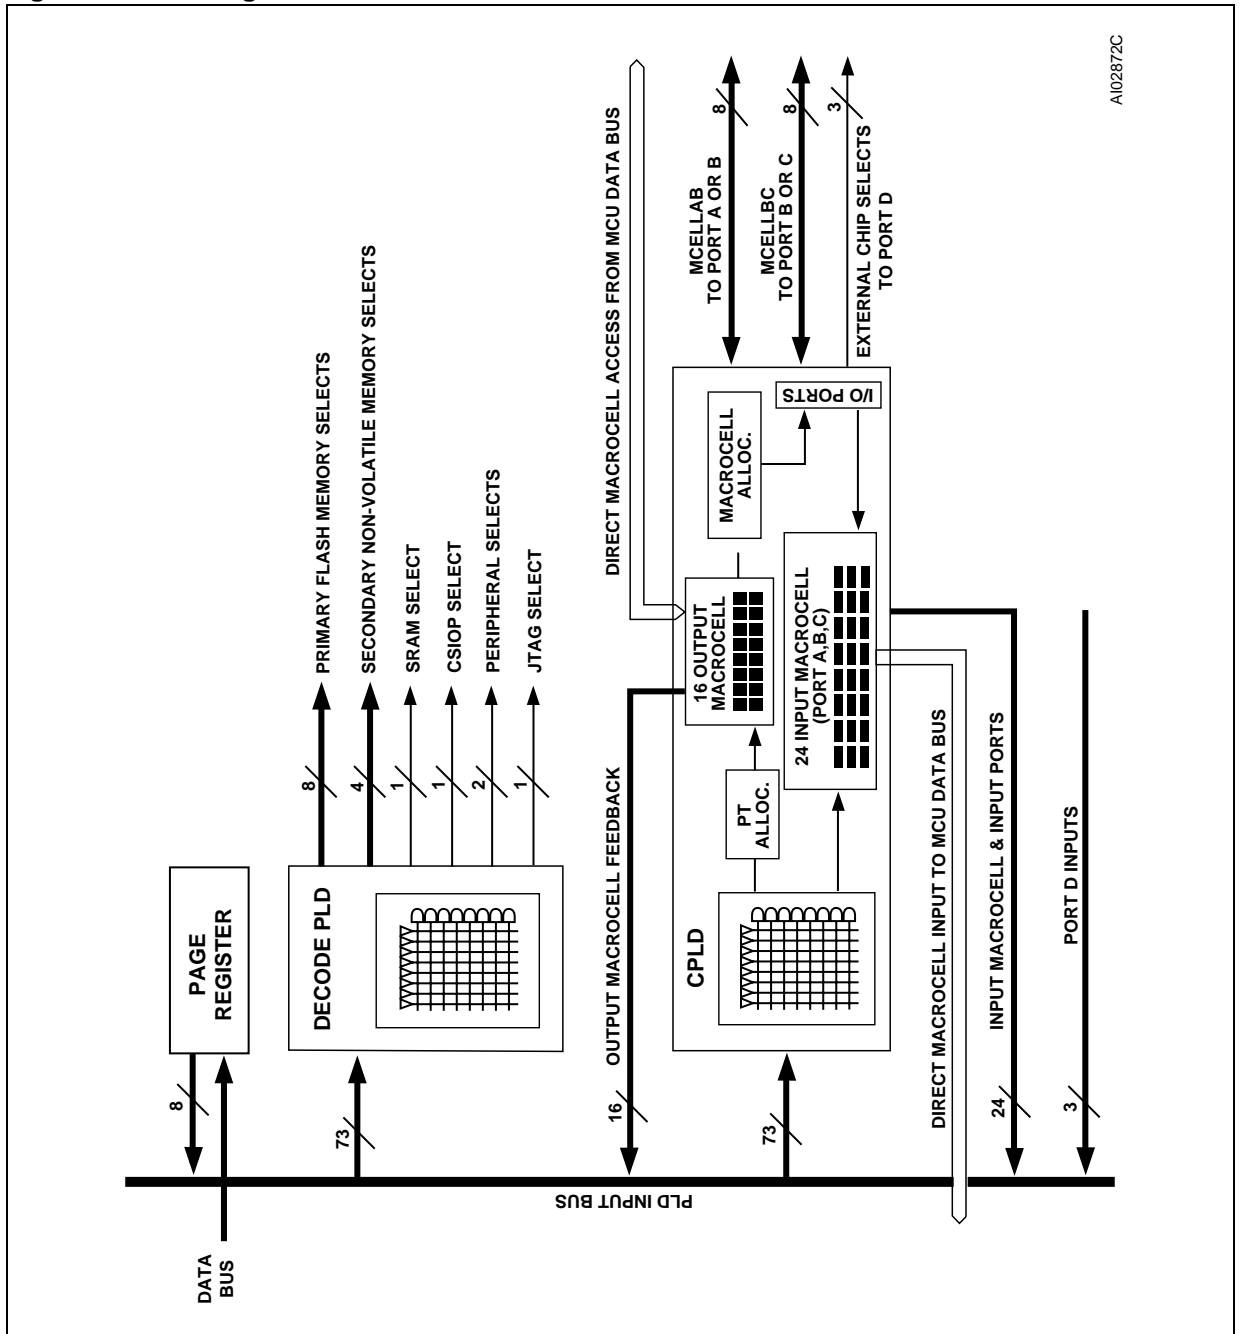 DATA
BUS
8
PAGE
REGISTER
73
DECODE PLD
8
PRIMARY FLASH MEMORY SELECTS
4
SECONDARY NON-VOLATILE MEMORY SELECTS
1
SRAM SELECT
1
CSIOP SELECT
2
PERIPHERAL SELECTS
1
JTAG SELECT
PLD INPUT BUS
16
OUTPUT MACROCELL FEEDBACK
DIRECT MACROCELL ACCESS FROM MCU DATA BUS
73
CPLD
PT
ALLOC.
16 OUTPUT
MACROCELL
MACROCELL
ALLOC.
I/O PORTS
24 INPUT MACROCELL
(PORT A,B,C)
MCELLAB
TO PORT A OR B
8
MCELLBC
TO PORT B OR C
8
EXTERNAL CHIP SELECTS
TO PORT D
3
DIRECT MACROCELL INPUT TO MCU DATA BUS
24
INPUT MACROCELL & INPUT PORTS
3
PORT D INPUTS
AI02872C